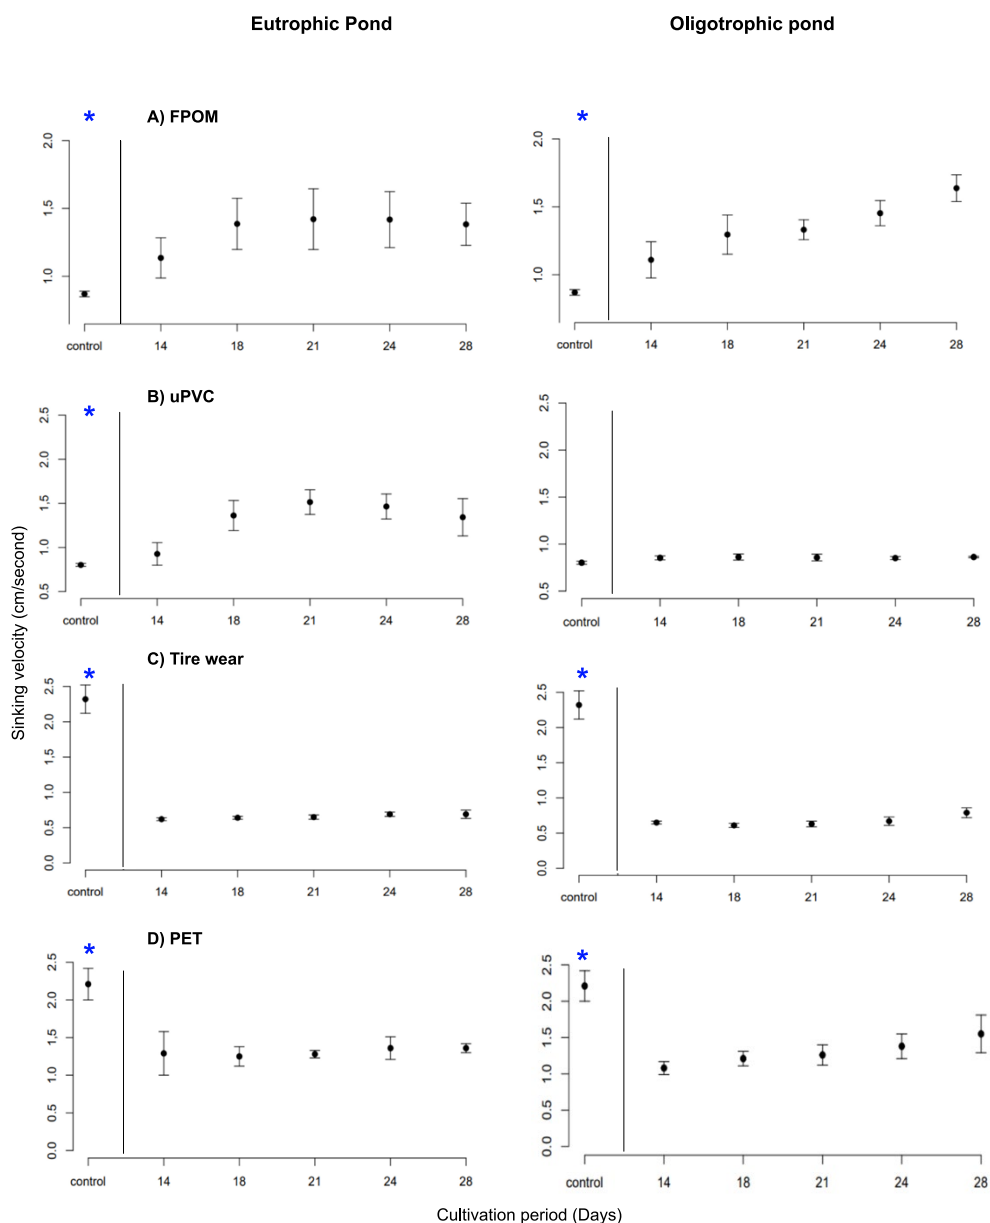 Eutrophic Pond
Oligotrophic pond
* A) FPOM
2.0
1.5
1.0
control 14 18 21 24 28
*
2.0
1.5
1.0
control 14 18 21 24 28
B) uPVC
*
2.5
2.0
1.5
1.0
0.5
control 14 18 21 24 28
2.5
2.0
1.5
1.0
0.5
control 14 18 21 24 28
Sinking velocity (cm/second)
C) Tire wear
*
2.5
2.0
1.5
1.0
0.5
0.0
control 14 18 21 24 28
*
2.5
2.0
1.5
1.0
0.5
0.0
control 14 18 21 24 28
D) PET
*
2.5
2.0
1.5
1.0
0.5
0.0
control 14 18 21 24 28
*
2.5
2.0
1.5
1.0
0.5
0.0
control 14 18 21 24 28
Cultivation period (Days)